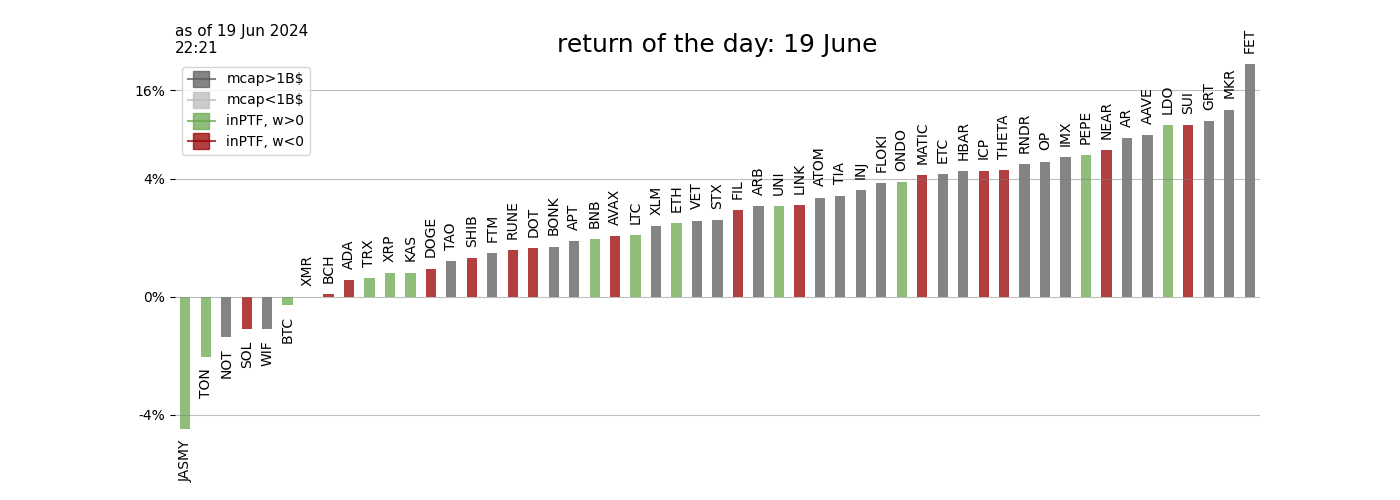 as of 19 Jun 2024
22:21
return of the day: 19 June
mcap>1B$
mcap<1B$
inPTF, w>0
inPTF, w<0
16%
4%
0%
-4%
JASMY
TON
NOT
SOL
WIF
BTC
XMR
BCH
ADA
TRX
XRP
KAS
DOGE
TAO
SHIB
FTM
RUNE
DOT
BONK
APT
BNB
AVAX
LTC
XLM
ETH
VET
STX
FIL
ARB
UNI
LINK
ATOM
TIA
INJ
FLOKI
ONDO
MATIC
ETC
HBAR
ICP
THETA
RNDR
OP
IMX
PEPE
NEAR
AR
AAVE
LDO
SUI
GRT
MKR
FET